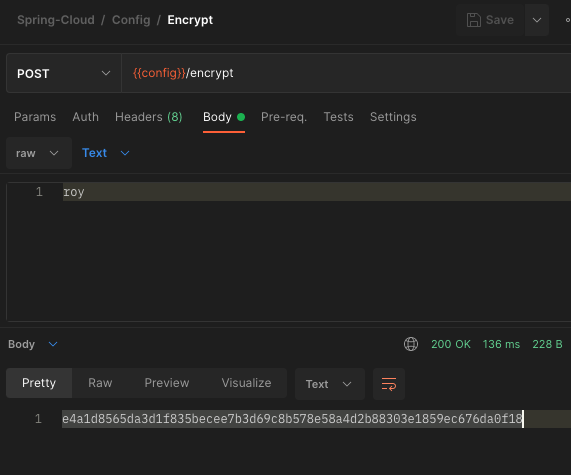 Spring-Cloud / Config / Encrypt Save
POST {{config}}/encrypt
Params Auth Headers (8) Body Pre-req. Tests Settings
raw Text
1 roy
Body 200 OK 136 ms 228 B
Pretty Raw Preview Visualize Text
1 e4a1d8565da3d1f835becee7b3d69c8b578e58a4d2b88303e1859ec676da0f18